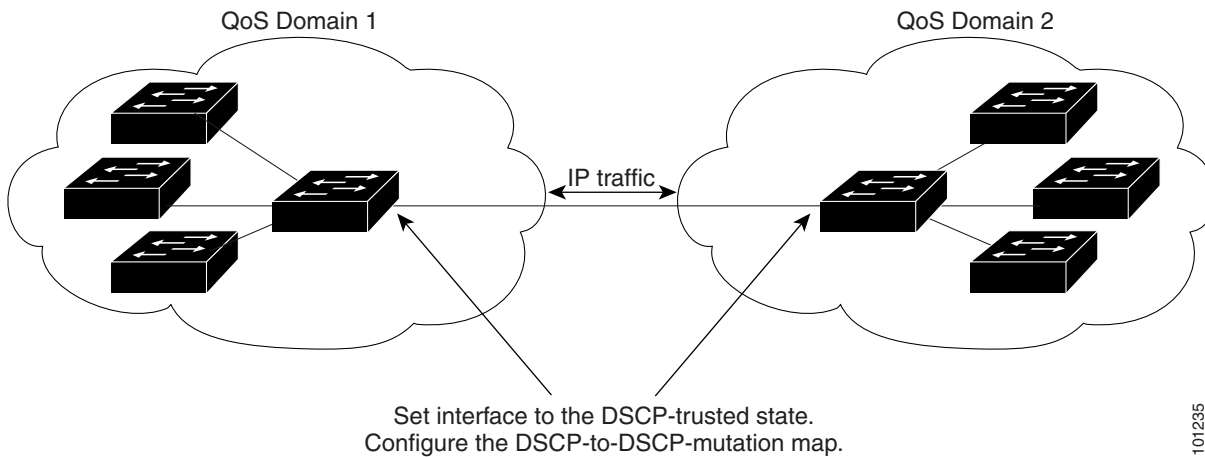 QoS Domain 1
QoS Domain 2
IP traffic
Set interface to the DSCP-trusted state.
Configure the DSCP-to-DSCP-mutation map.
101235